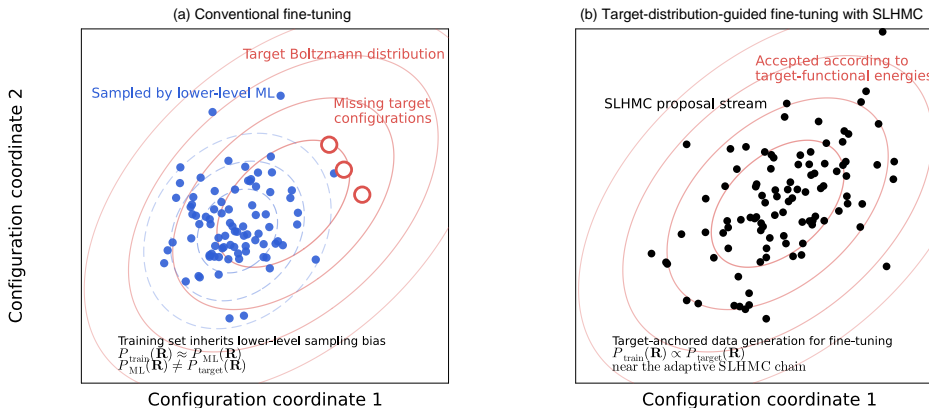 (a) Conventional fine-tuning
Target Boltzmann distribution
Sampled by lower-level ML
Missing target
configurations
Configuration coordinate 2
Training set inherits lower-level sampling bias
P_train(R) ≈ P_ML(R)
P_ML(R) ≠ P_target(R)
Configuration coordinate 1
(b) Target-distribution-guided fine-tuning with SLHMC
Accepted according to
target-functional energies
SLHMC proposal stream
Target-anchored data generation for fine-tuning
P_train(R) ∝ P_target(R)
near the adaptive SLHMC chain
Configuration coordinate 1